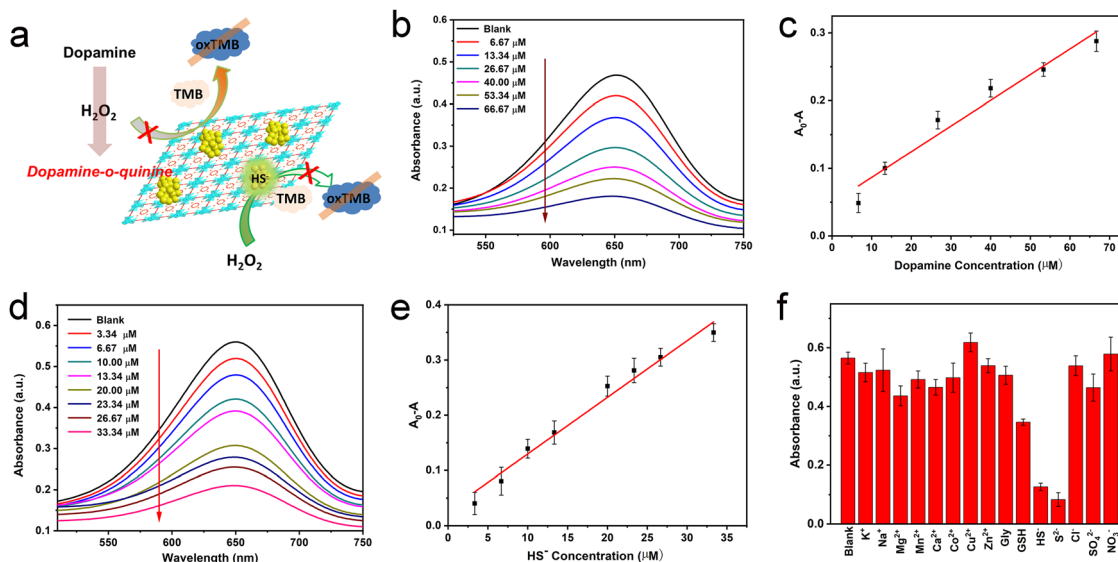 a
Dopamine
H2O2
Dopamine-o-quinine
oxTMB
TMB
X
HS-
X
TMB
oxTMB
H2O2
b
Absorbance (a.u.)
0.6
0.5
0.4
0.3
0.2
0.1
Blank
6.67 μM
13.34 μM
26.67 μM
40.00 μM
53.34 μM
66.67 μM
550 600 650 700 750
Wavelength (nm)
c
A0-A
0.3
0.2
0.1
0.0
0 10 20 30 40 50 60 70
Dopamine Concentration (μM)
d
Absorbance (a.u.)
0.6
0.5
0.4
0.3
0.2
0.1
Blank
3.34 μM
6.67 μM
10.00 μM
13.34 μM
20.00 μM
23.34 μM
26.67 μM
33.34 μM
550 600 650 700 750
Wavelength (nm)
e
A0-A
0.4
0.3
0.2
0.1
0.0
0 5 10 15 20 25 30 35
HS- Concentration (μM)
f
Absorbance (a.u.)
0.6
0.4
0.2
0.0
Blank K+ Na+ Mg2+ Mn2+ Ca2+ Co2+ Cu2+ Zn2+ Gly GSH HS- S2- Cl- SO42- NO3-